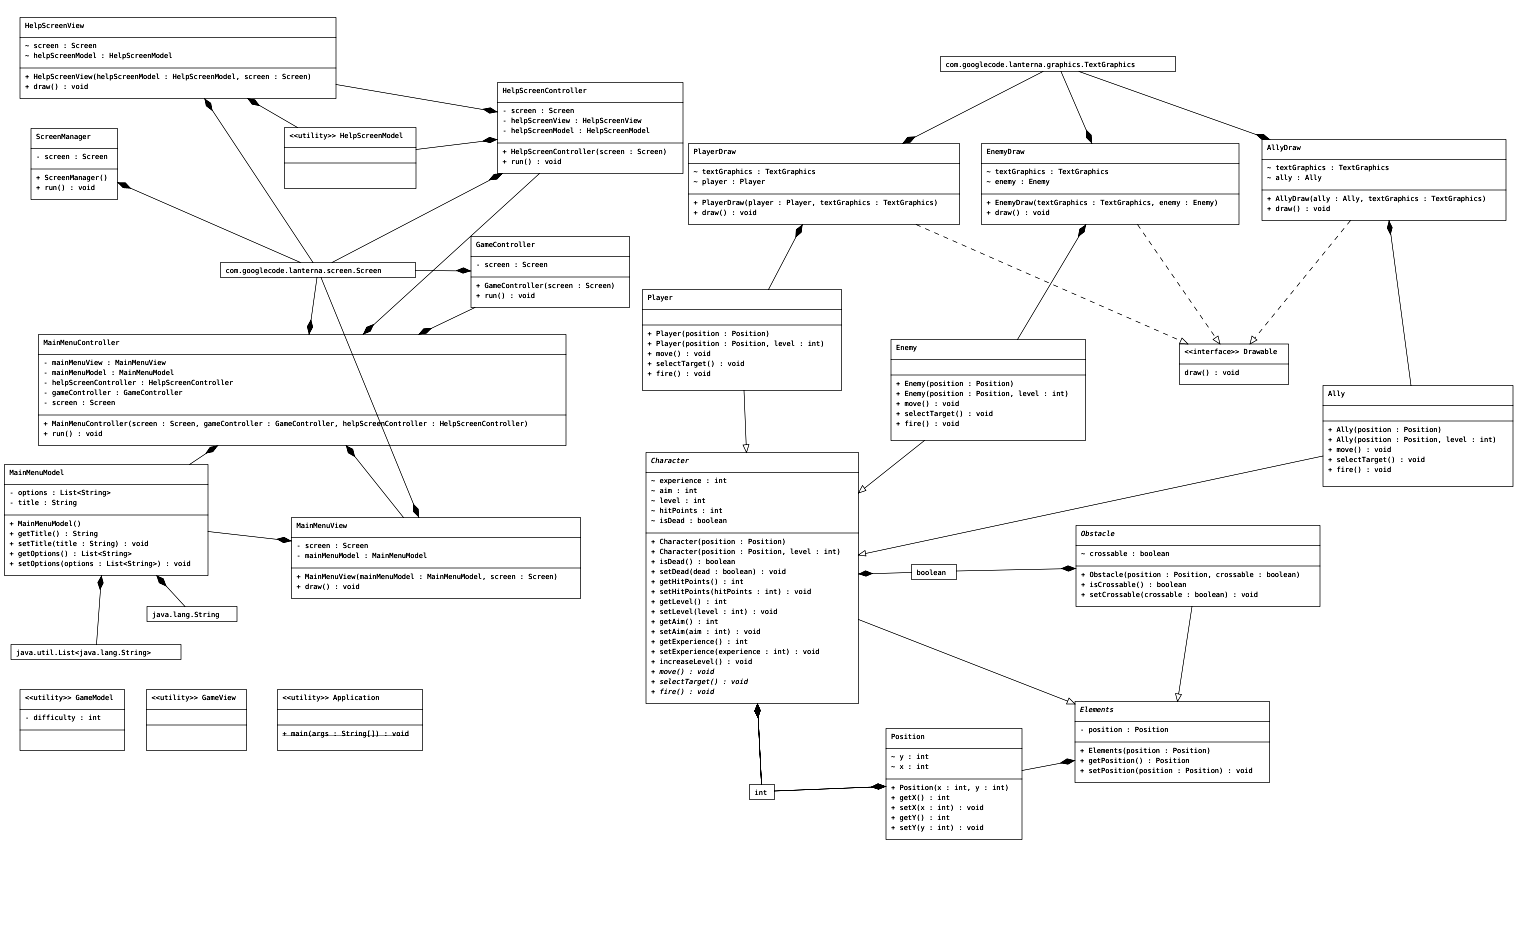 HelpScreenView
~ screen : Screen
~ helpScreenModel : HelpScreenModel
+ HelpScreenView(helpScreenModel : HelpScreenModel, screen : Screen)
+ draw() : void
HelpScreenController
- screen : Screen
- helpScreenView : HelpScreenView
- helpScreenModel : HelpScreenModel
+ HelpScreenController(screen : Screen)
+ run() : void
ScreenManager
- screen : Screen
+ ScreenManager()
+ run() : void
<<utility>> HelpScreenModel
com.googlecode.lanterna.screen.Screen
GameController
- screen : Screen
+ GameController(screen : Screen)
+ run() : void
MainMenuController
- mainMenuView : MainMenuView
- mainMenuModel : MainMenuModel
- helpScreenController : HelpScreenController
- gameController : GameController
- screen : Screen
+ MainMenuController(screen : Screen, gameController : GameController, helpScreenController : HelpScreenController)
+ run() : void
MainMenuModel
- options : List<String>
- title : String
+ MainMenuModel()
+ getTitle() : String
+ setTitle(title : String) : void
+ getOptions() : List<String>
+ setOptions(options : List<String>) : void
MainMenuView
- screen : Screen
- mainMenuModel : MainMenuModel
+ MainMenuView(mainMenuModel : MainMenuModel, screen : Screen)
+ draw() : void
java.lang.String
java.util.List<java.lang.String>
<<utility>> GameModel
- difficulty : int
<<utility>> GameView
<<utility>> Application
+ main(args : String[]) : void
com.googlecode.lanterna.graphics.TextGraphics
PlayerDraw
~ textGraphics : TextGraphics
~ player : Player
+ PlayerDraw(player : Player, textGraphics : TextGraphics)
+ draw() : void
EnemyDraw
~ textGraphics : TextGraphics
~ enemy : Enemy
+ EnemyDraw(textGraphics : TextGraphics, enemy : Enemy)
+ draw() : void
AllyDraw
~ textGraphics : TextGraphics
~ ally : Ally
+ AllyDraw(ally : Ally, textGraphics : TextGraphics)
+ draw() : void
Player
+ Player(position : Position)
+ Player(position : Position, level : int)
+ move() : void
+ selectTarget() : void
+ fire() : void
Enemy
+ Enemy(position : Position)
+ Enemy(position : Position, level : int)
+ move() : void
+ selectTarget() : void
+ fire() : void
<<interface>> Drawable
draw() : void
Ally
+ Ally(position : Position)
+ Ally(position : Position, level : int)
+ move() : void
+ selectTarget() : void
+ fire() : void
Character
~ experience : int
~ aim : int
~ level : int
~ hitPoints : int
~ isDead : boolean
+ Character(position : Position)
+ Character(position : Position, level : int)
+ isDead() : boolean
+ setDead(dead : boolean) : void
+ getHitPoints() : int
+ setHitPoints(hitPoints : int) : void
+ getLevel() : int
+ setLevel(level : int) : void
+ getAim() : int
+ setAim(aim : int) : void
+ getExperience() : int
+ setExperience(experience : int) : void
+ increaseLevel() : void
+ move() : void
+ selectTarget() : void
+ fire() : void
boolean
Obstacle
~ crossable : boolean
+ Obstacle(position : Position, crossable : boolean)
+ isCrossable() : boolean
+ setCrossable(crossable : boolean) : void
Elements
- position : Position
+ Elements(position : Position)
+ getPosition() : Position
+ setPosition(position : Position) : void
Position
~ y : int
~ x : int
+ Position(x : int, y : int)
+ getX() : int
+ setX(x : int) : void
+ getY() : int
+ setY(y : int) : void
int